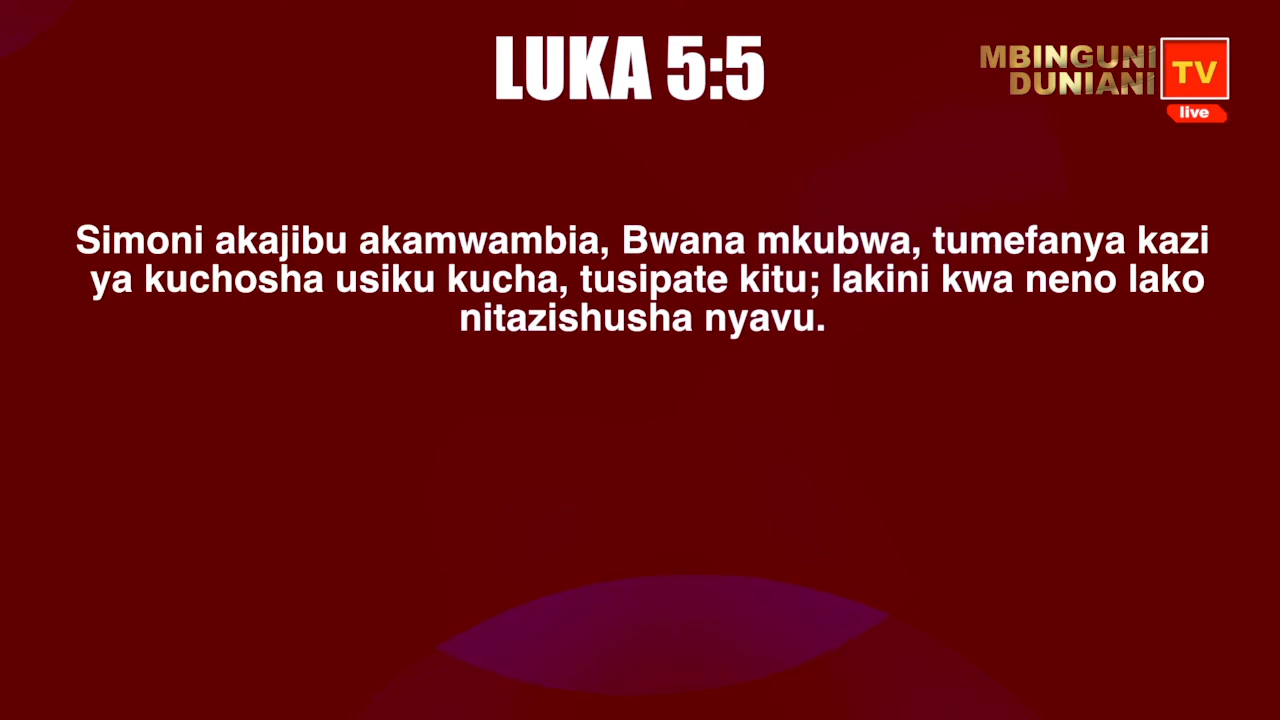 LUKA 5:5
MBINGUNI
DUNIANI
TV
live
Simoni akajibu akamwambia, Bwana mkubwa, tumefanya kazi
ya kuchosha usiku kucha, tusipate kitu; lakini kwa neno lako
nitazishusha nyavu.